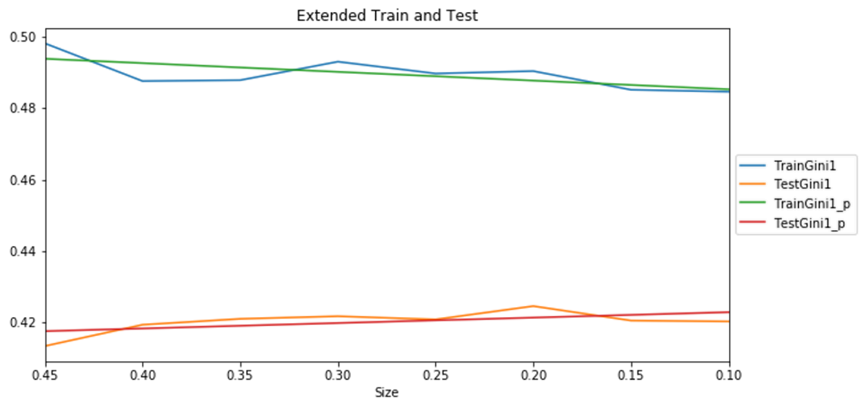 Extended Train and Test
0.50
0.48
0.46
0.44
0.42
0.45 0.40 0.35 0.30 0.25 0.20 0.15 0.10
Size
TrainGini1
TestGini1
TrainGini1_p
TestGini1_p